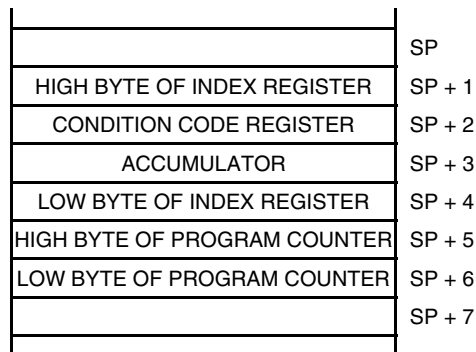 SP
HIGH BYTE OF INDEX REGISTER SP + 1
CONDITION CODE REGISTER SP + 2
ACCUMULATOR SP + 3
LOW BYTE OF INDEX REGISTER SP + 4
HIGH BYTE OF PROGRAM COUNTER SP + 5
LOW BYTE OF PROGRAM COUNTER SP + 6
SP + 7